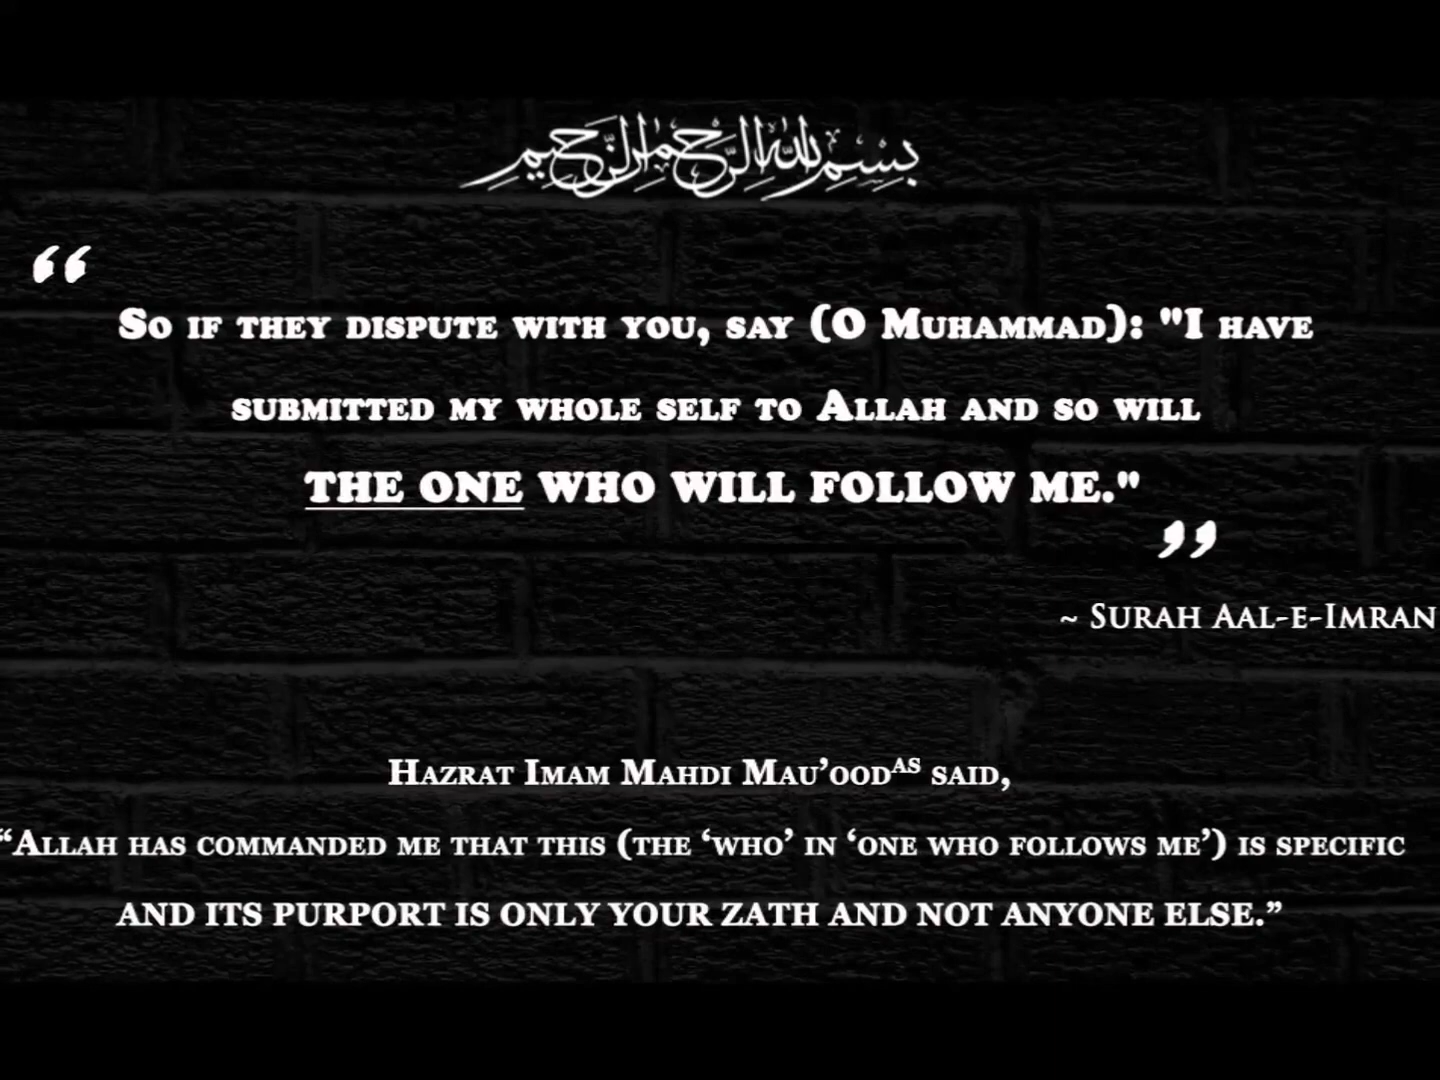 بِسْمِ اللهِ الرَّحْمٰنِ الرَّحِيْمِ
“
So if they dispute with you, say (O Muhammad): "I have
submitted my whole self to Allah and so will
THE ONE WHO WILL FOLLOW ME."
”
~ Surah Aal-e-Imran
Hazrat Imam Mahdi Mau’ood AS said,
“Allah has commanded me that this (the ‘who’ in ‘one who follows me’) is specific
and its purport is only your Zath and not anyone else.”